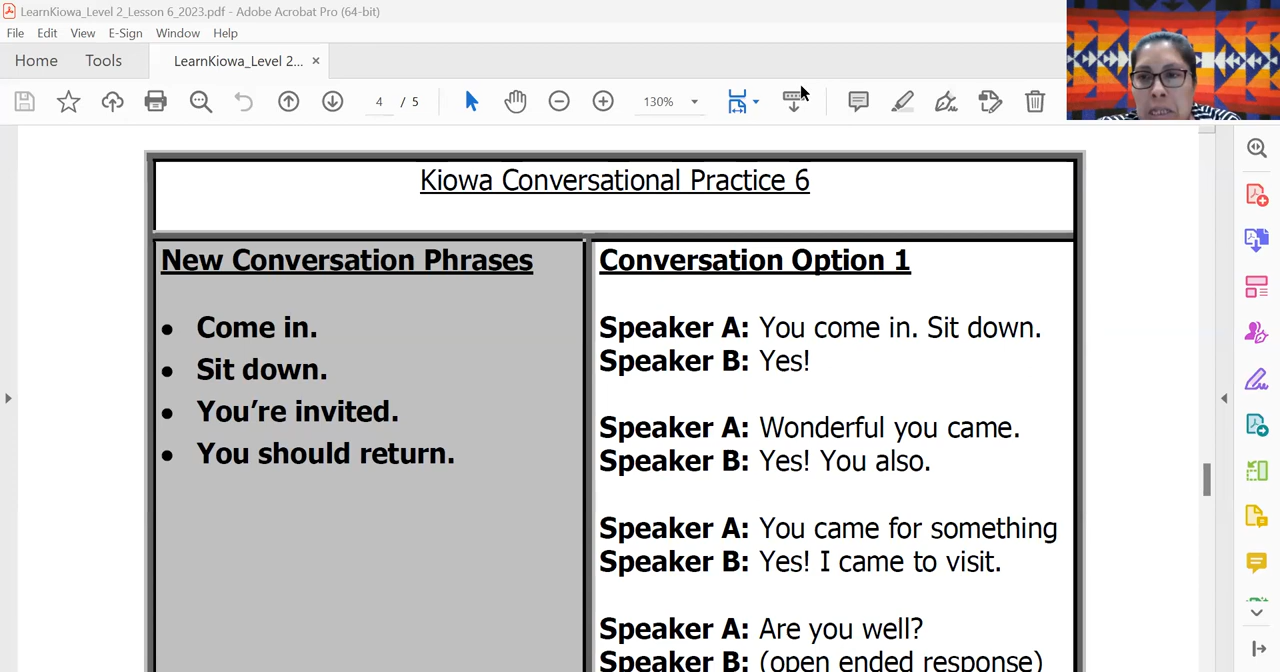 LearnKiowa_Level 2_Lesson 6_2023.pdf - Adobe Acrobat Pro (64-bit)
File Edit View E-Sign Window Help
Home Tools LearnKiowa_Level 2... ×
4 / 5 130%
Kiowa Conversational Practice 6
New Conversation Phrases
• Come in.
• Sit down.
• You're invited.
• You should return.
Conversation Option 1
Speaker A: You come in. Sit down.
Speaker B: Yes!
Speaker A: Wonderful you came.
Speaker B: Yes! You also.
Speaker A: You came for something
Speaker B: Yes! I came to visit.
Speaker A: Are you well?
Speaker B: (open ended response)